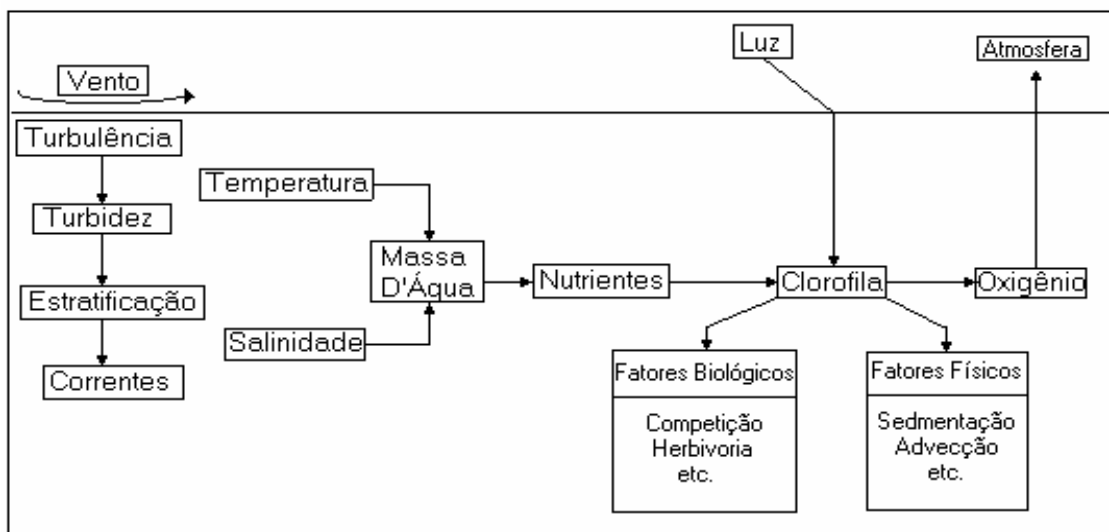 Vento
Luz
Atmosfera
Turbulência
Temperatura
Turbidez
Massa
D'Água
Nutrientes
Clorofila
Oxigênio
Estratificação
Salinidade
Correntes
Fatores Biológicos
Competição
Herbivoria
etc.
Fatores Físicos
Sedmentação
Advecção
etc.